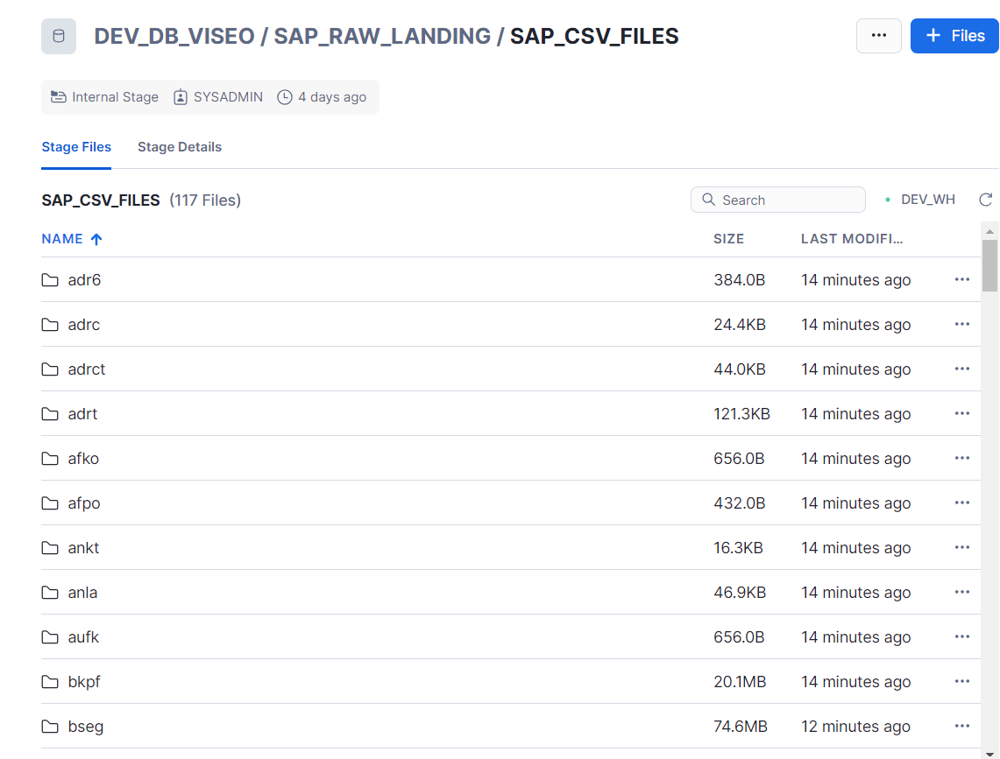 DEV_DB_VISEO / SAP_RAW_LANDING / SAP_CSV_FILES
... + Files
Internal Stage SYSADMIN 4 days ago
Stage Files Stage Details
SAP_CSV_FILES (117 Files) Search DEV_WH
NAME SIZE LAST MODIFI...
adr6 384.0B 14 minutes ago ...
adrc 24.4KB 14 minutes ago ...
adrct 44.0KB 14 minutes ago ...
adrt 121.3KB 14 minutes ago ...
afko 656.0B 14 minutes ago ...
afpo 432.0B 14 minutes ago ...
ankt 16.3KB 14 minutes ago ...
anla 46.9KB 14 minutes ago ...
aufk 656.0B 14 minutes ago ...
bkpf 20.1MB 14 minutes ago ...
bseg 74.6MB 12 minutes ago ...